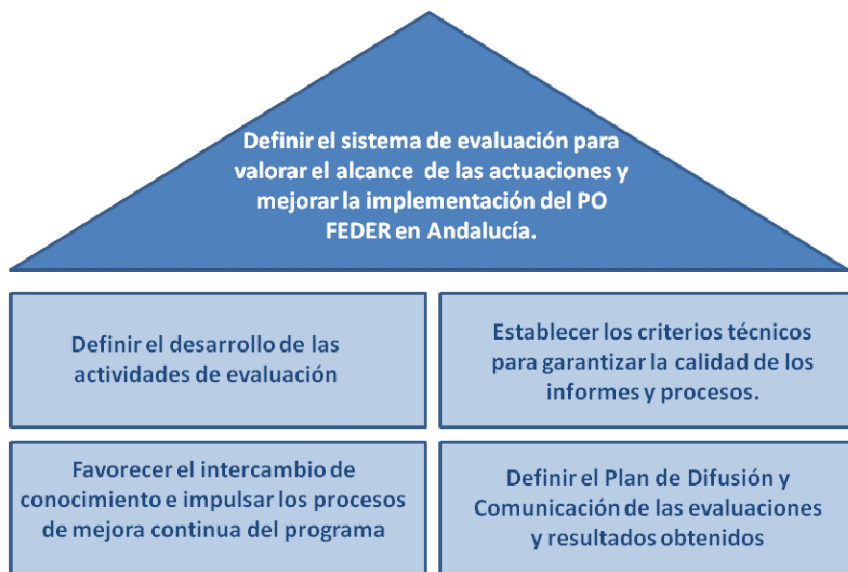 Definir el sistema de evaluación para
valorar el alcance de las actuaciones y
mejorar la implementación del PO
FEDER en Andalucía.
Definir el desarrollo de las
actividades de evaluación
Establecer los criterios técnicos
para garantizar la calidad de los
informes y procesos.
Favorecer el intercambio de
conocimiento e impulsar los procesos
de mejora continua del programa
Definir el Plan de Difusión y
Comunicación de las evaluaciones
y resultados obtenidos